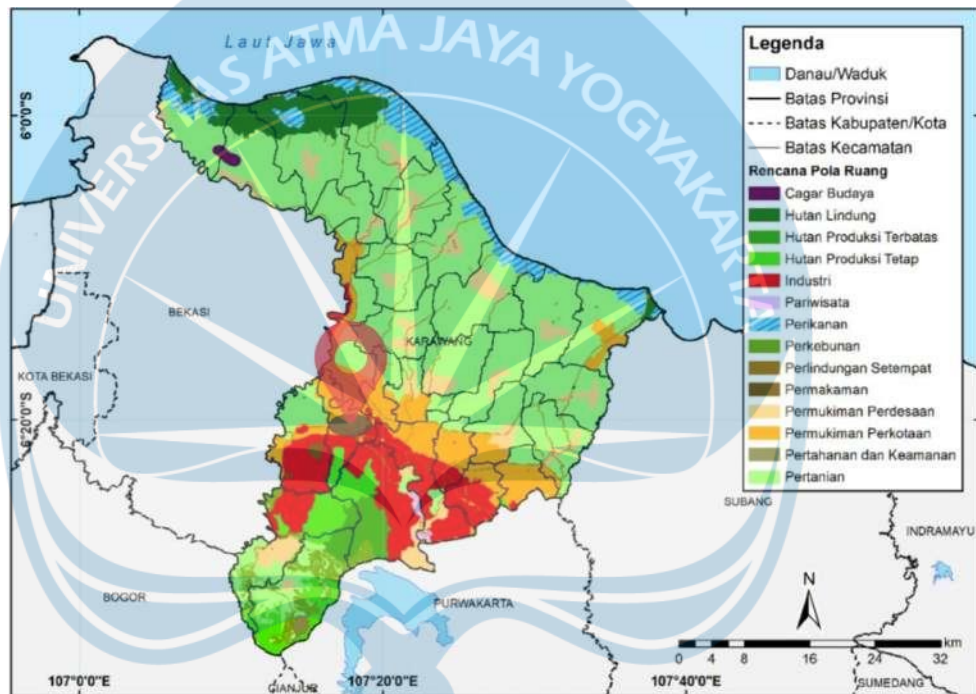 Laut Jawa
UNIVERSITAS ATMA JAYA YOGYAKARTA
6°0'0"S
6°20'0"S
BEKASI
KOTA BEKASI
KARAWANG
SUBANG
INDRAMAYU
BOGOR
PURWAKARTA
CIANJUR
SUMEDANG
107°0'0"E
107°20'0"E
107°40'0"E
Legenda
Danau/Waduk
Batas Provinsi
Batas Kabupaten/Kota
Batas Kecamatan
Rencana Pola Ruang
Cagar Budaya
Hutan Lindung
Hutan Produksi Terbatas
Hutan Produksi Tetap
Industri
Pariwisata
Perikanan
Perkebunan
Perlindungan Setempat
Permakaman
Permukiman Perdesaan
Permukiman Perkotaan
Pertahanan dan Keamanan
Pertanian
N
km
0 2 4 8 16 24 32